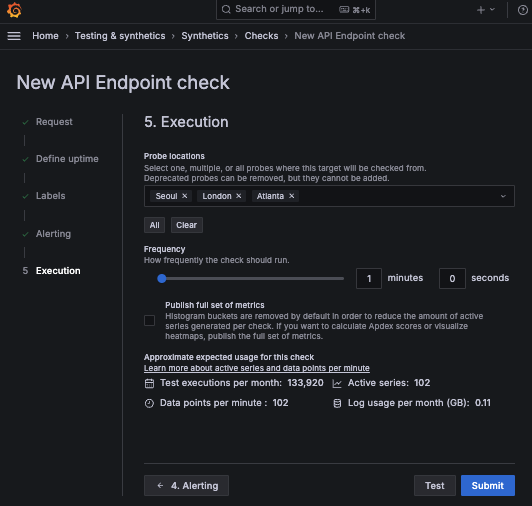 Search or jump to...
⌘+k
Home > Testing & synthetics > Synthetics > Checks > New API Endpoint check
New API Endpoint check
Request
Define uptime
Labels
Alerting
5 Execution
5. Execution
Probe locations
Select one, multiple, or all probes where this target will be checked from.
Deprecated probes can be removed, but they cannot be added.
Seoul × London × Atlanta ×
All Clear
Frequency
How frequently the check should run.
1 minutes 0 seconds
Publish full set of metrics
Histogram buckets are removed by default in order to reduce the amount of active
series generated per check. If you want to calculate Apdex scores or visualize
heatmaps, publish the full set of metrics.
Approximate expected usage for this check
Learn more about active series and data points per minute
Test executions per month: 133,920 Active series: 102
Data points per minute : 102 Log usage per month (GB): 0.11
← 4. Alerting Test Submit